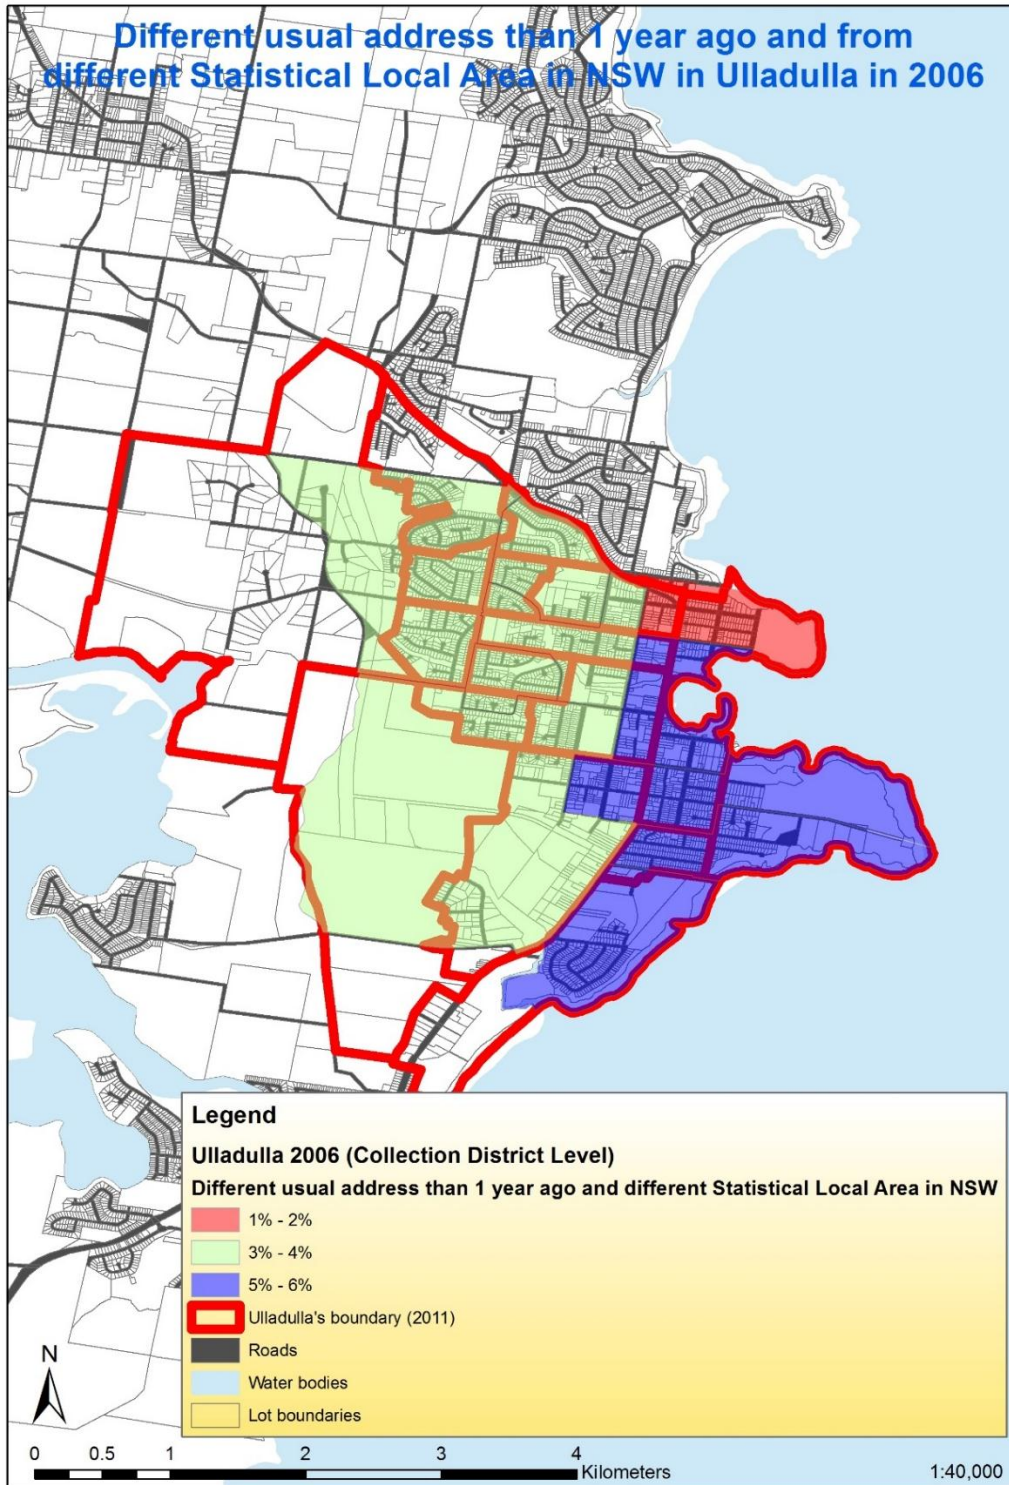 Different usual address than 1 year ago and from
different Statistical Local Area in NSW in Ulladulla in 2006
Legend
Ulladulla 2006 (Collection District Level)
Different usual address than 1 year ago and different Statistical Local Area in NSW
1% - 2%
3% - 4%
5% - 6%
Ulladulla's boundary (2011)
Roads
Water bodies
Lot boundaries
N
0 0.5 1 2 3 4
Kilometers
1:40,000